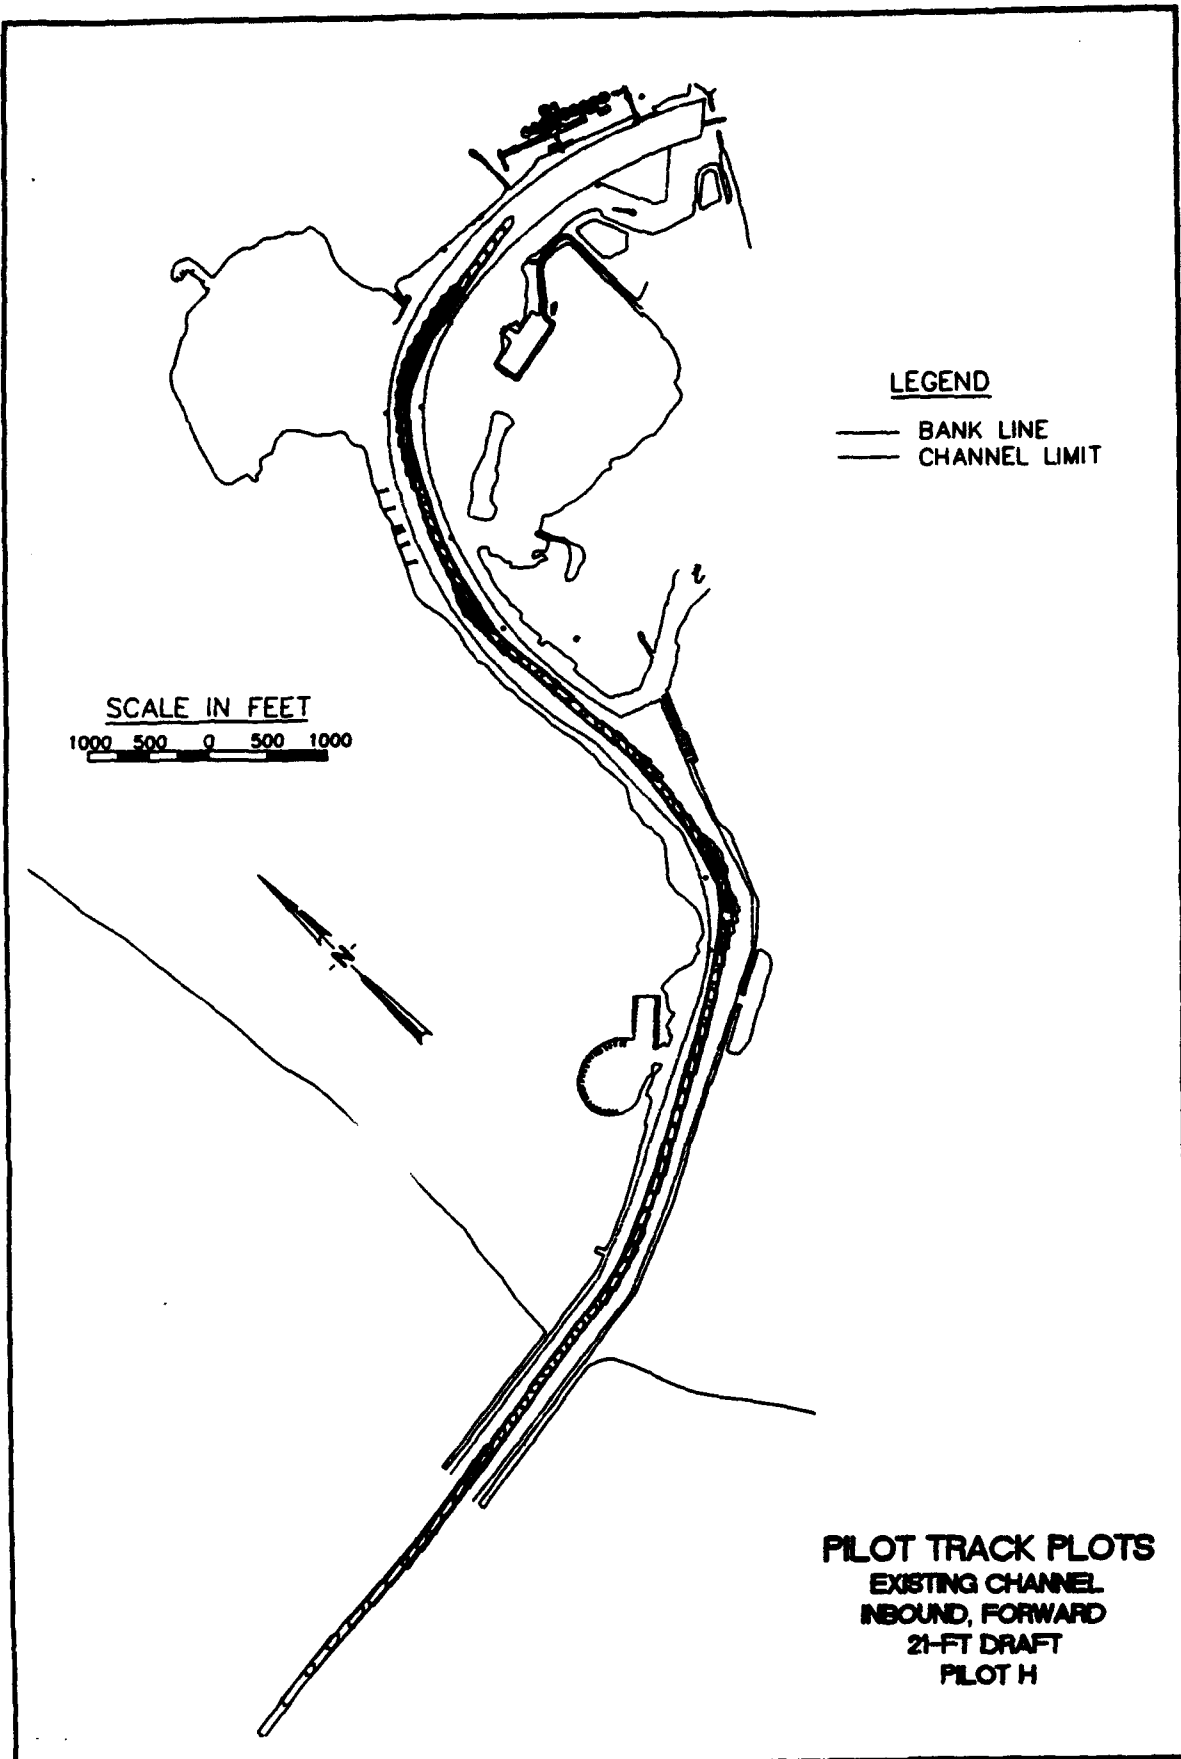 LEGEND
BANK LINE
CHANNEL LIMIT
SCALE IN FEET
1000 500 0 500 1000
N
PILOT TRACK PLOTS
EXISTING CHANNEL
INBOUND, FORWARD
21-FT DRAFT
PILOT H